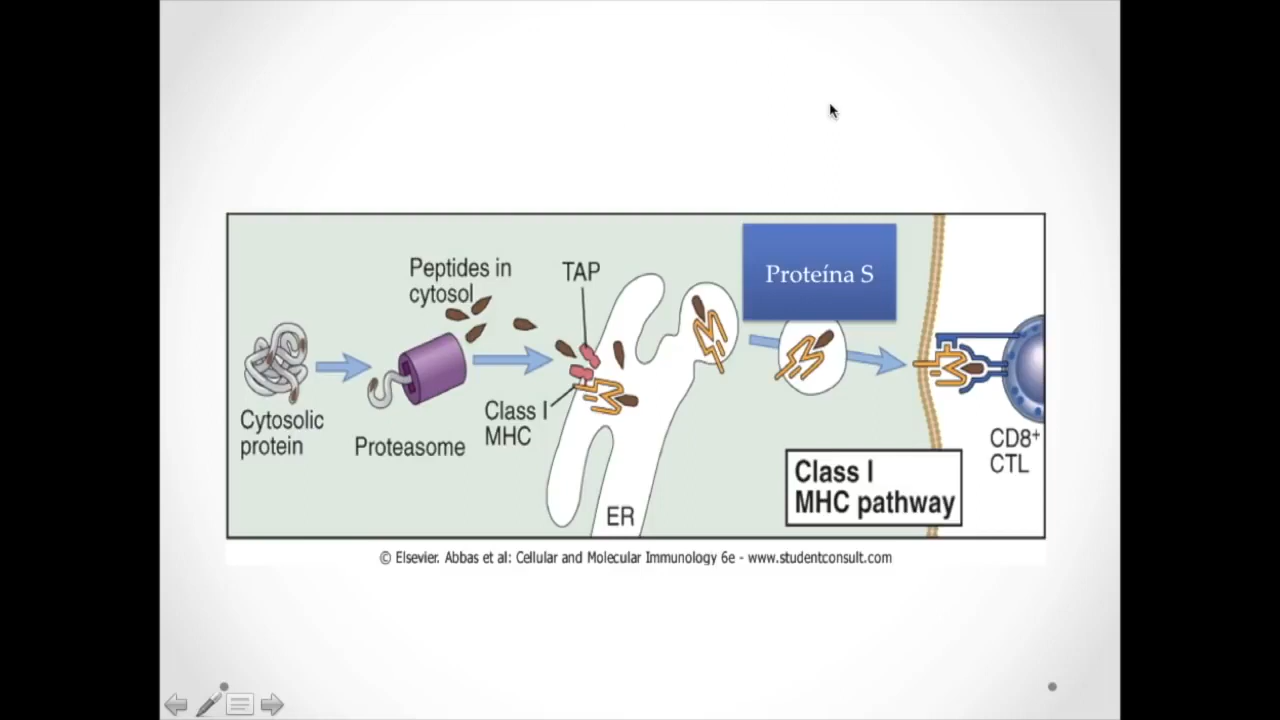 Proteína S
Peptides in
cytosol
TAP
Cytosolic
protein
Proteasome
Class I
MHC
ER
CD8+
CTL
Class I
MHC pathway
© Elsevier. Abbas et al: Cellular and Molecular Immunology 6e - www.studentconsult.com